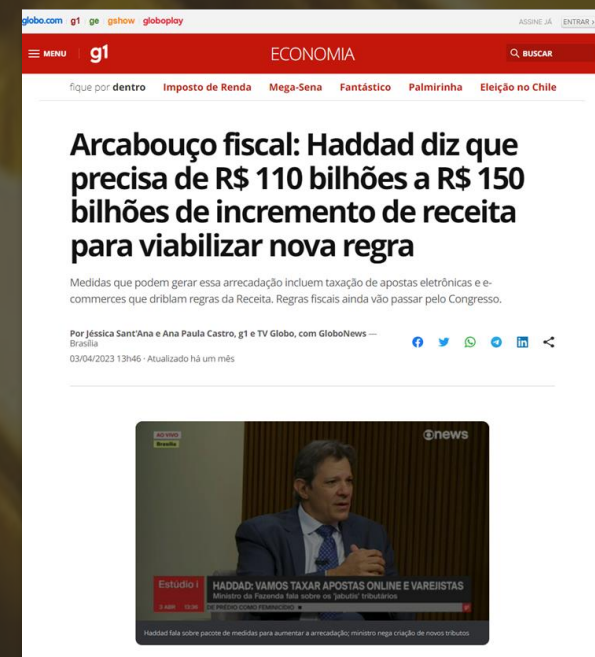 globo.com g1 ge gshow globoplay ASSINE JÁ ENTRAR ›
MENU g1 ECONOMIA BUSCAR
fique por dentro Imposto de Renda Mega-Sena Fantástico Palmirinha Eleição no Chile
Arcabouço fiscal: Haddad diz que
precisa de R$ 110 bilhões a R$ 150
bilhões de incremento de receita
para viabilizar nova regra
Medidas que podem gerar essa arrecadação incluem taxação de apostas eletrônicas e e-
commerces que driblam regras da Receita. Regras fiscais ainda vão passar pelo Congresso.
Por Jéssica Sant'Ana e Ana Paula Castro, g1 e TV Globo, com GloboNews —
Brasília
03/04/2023 13h46 · Atualizado há um mês
AO VIVO
Brasília
news
Estúdio i HADDAD: VAMOS TAXAR APOSTAS ONLINE E VAREJISTAS
Ministro da Fazenda fala sobre os 'jabutis' tributários
3 ABR DE PRÉDIO COMO FEMINICÍDIO
Haddad fala sobre pacote de medidas para aumentar a arrecadação; ministro nega criação de novos tributos